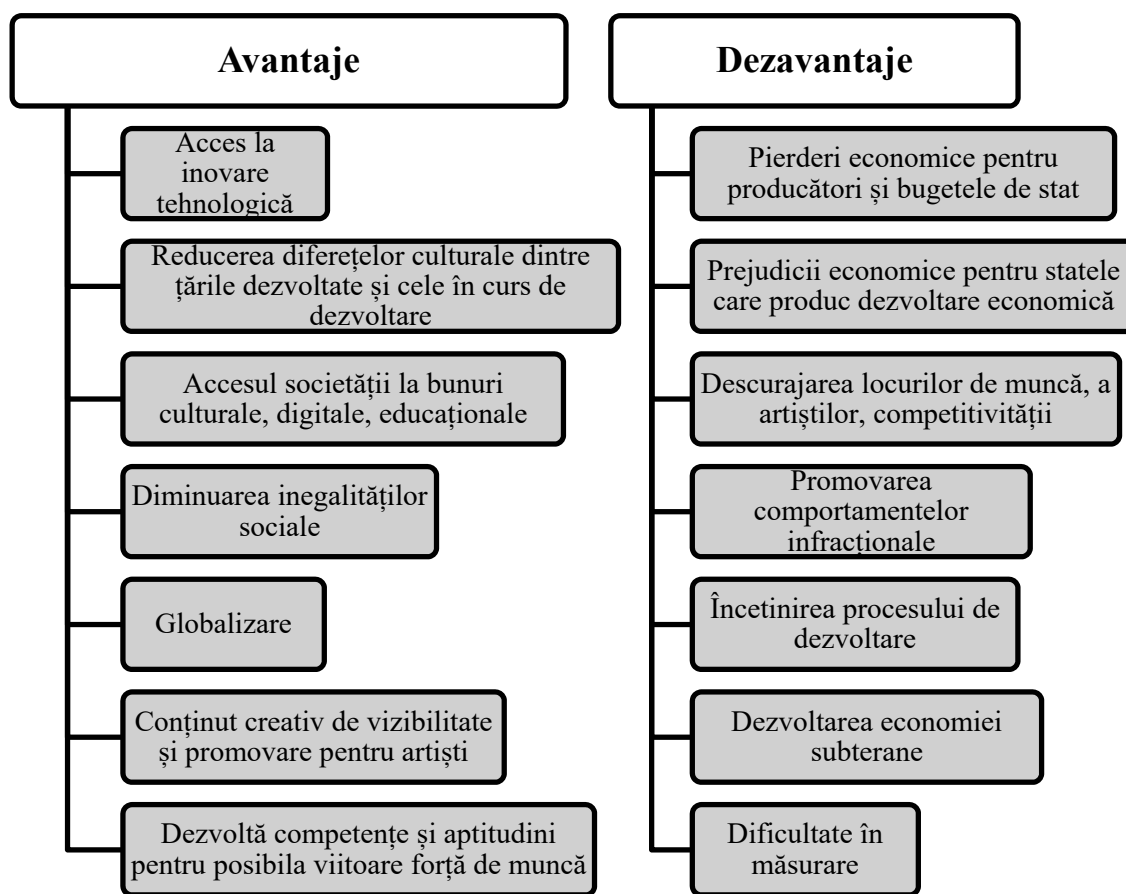 Avantaje
Acces la
inovare
tehnologică
Reducerea diferețelor culturale dintre
țările dezvoltate și cele în curs de
dezvoltare
Accesul societății la bunuri
culturale, digitale, educaționale
Diminuarea inegalităților
sociale
Globalizare
Conținut creativ de vizibilitate
și promovare pentru artiști
Dezvoltă competențe și aptitudini
pentru posibila viitoare forță de muncă
Dezavantaje
Pierderi economice pentru
producători și bugetele de stat
Prejudicii economice pentru statele
care produc dezvoltare economică
Descurajarea locurilor de muncă, a
artiștilor, competitivității
Promovarea
comportamentelor
infracționale
Încetinirea procesului de
dezvoltare
Dezvoltarea economiei
subterane
Dificultate în
măsurare